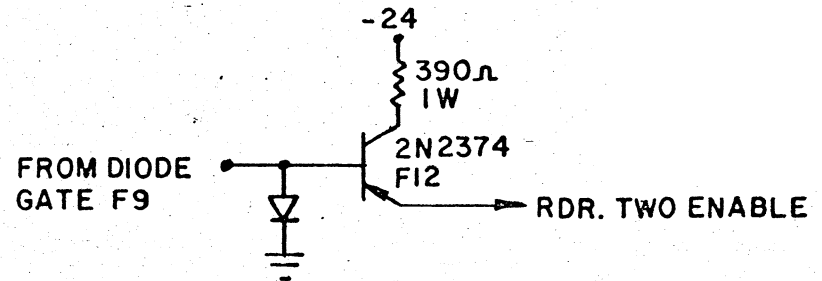 -24
390Ω
1W
2N2374
F12
FROM DIODE
GATE F9
RDR. TWO ENABLE